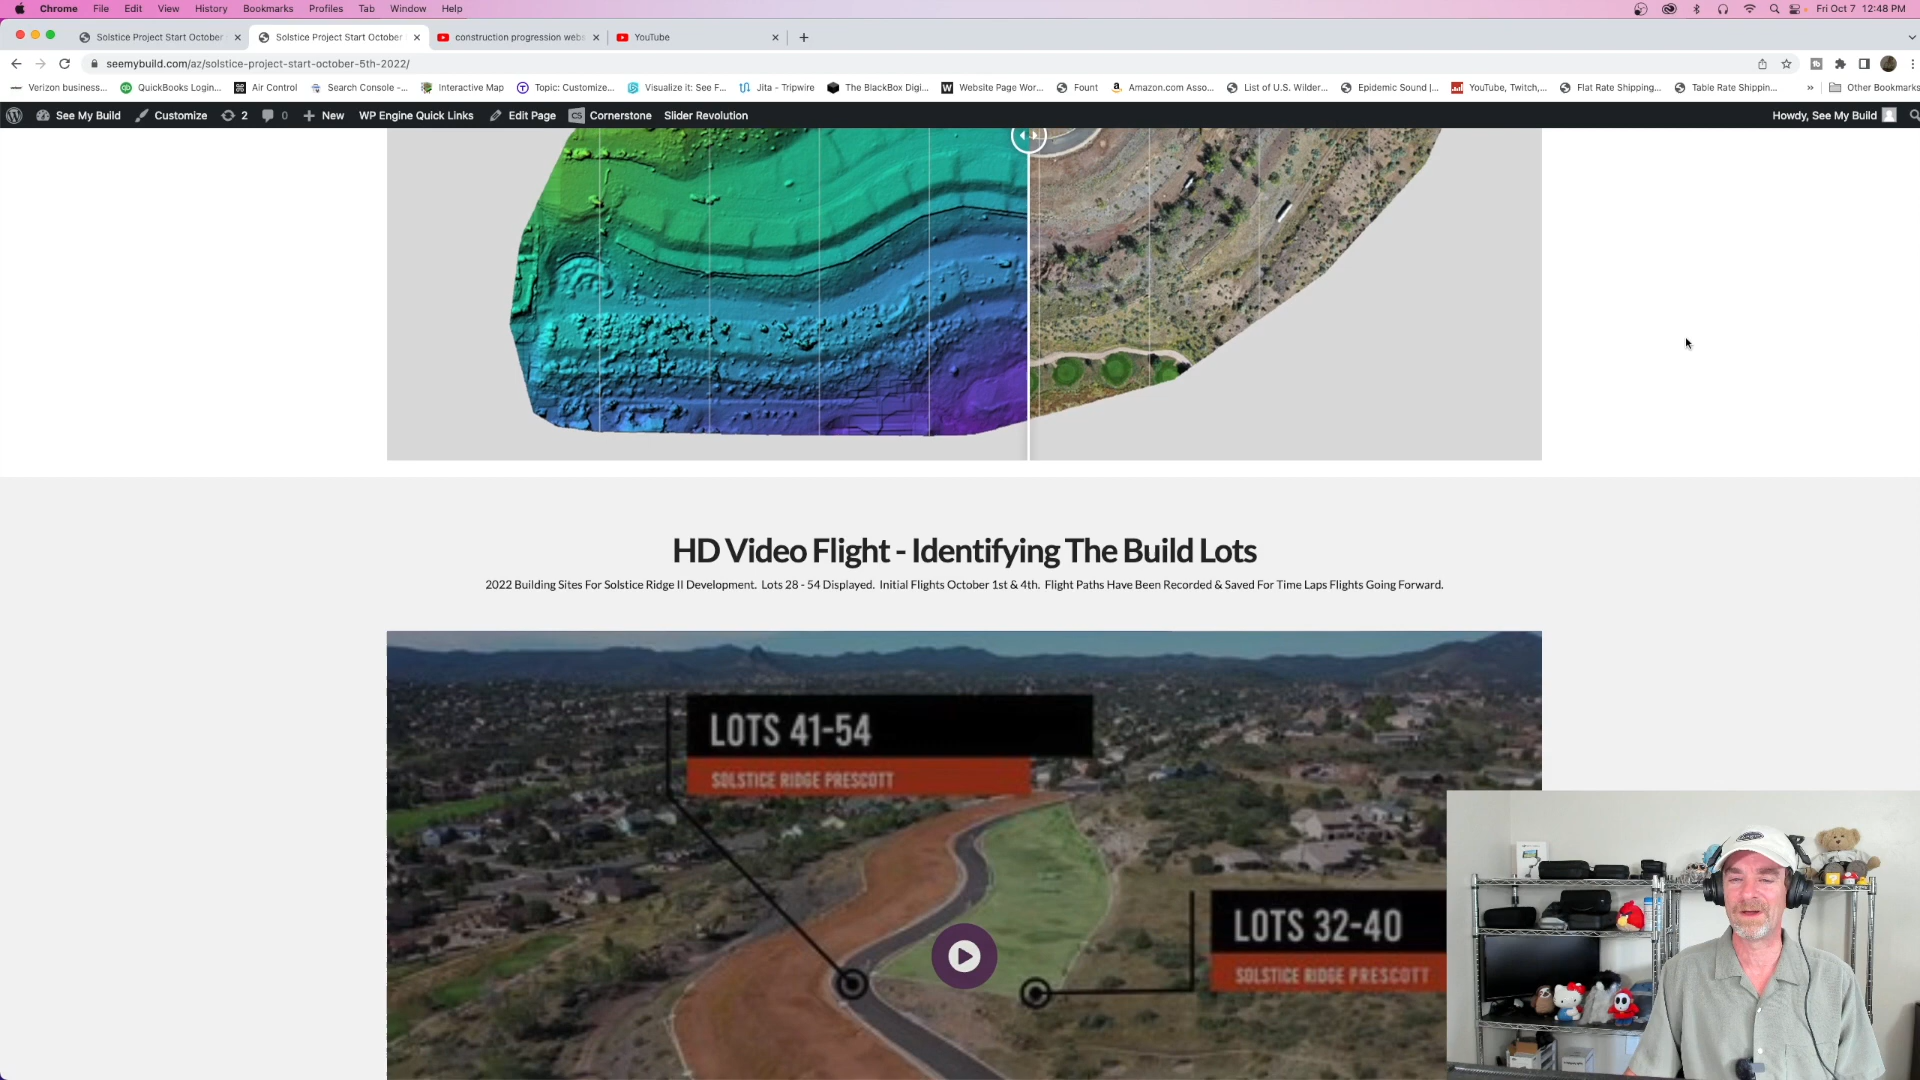 Chrome File Edit View History Bookmarks Profiles Tab Window Help Fri Oct 7 12:48 PM
Solstice Project Start October Solstice Project Start October construction progression webs YouTube
seemybuild.com/az/solstice-project-start-october-5th-2022/
Verizon business... QuickBooks Login... Air Control Search Console -... Interactive Map Topic: Customize... Visualize it: See F... Jita - Tripwire The BlackBox Digi... Website Page Wor... Fount Amazon.com Asso... List of U.S. Wilder... Epidemic Sound |... YouTube, Twitch,... Flat Rate Shipping... Table Rate Shippin... » Other Bookmarks
See My Build Customize 2 0 New WP Engine Quick Links Edit Page CS Cornerstone Slider Revolution Howdy, See My Build
HD Video Flight - Identifying The Build Lots
2022 Building Sites For Solstice Ridge II Development. Lots 28 - 54 Displayed. Initial Flights October 1st & 4th. Flight Paths Have Been Recorded & Saved For Time Laps Flights Going Forward.
LOTS 41-54
SOLSTICE RIDGE PRESCOTT
LOTS 32-40
SOLSTICE RIDGE PRESCOTT